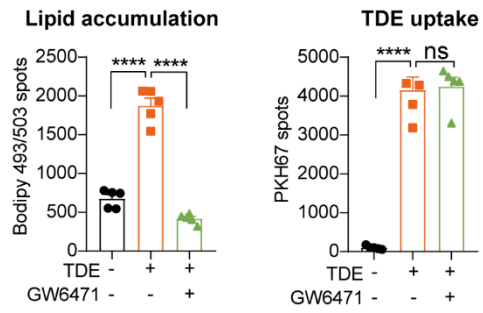 Lipid accumulation
Bodipy 493/503 spots
2500
2000
1500
1000
500
0
**** ****
TDE - + +
GW6471 - - +
TDE uptake
PKH67 spots
5000
4000
3000
2000
1000
0
**** ns
TDE - + +
GW6471 - - +